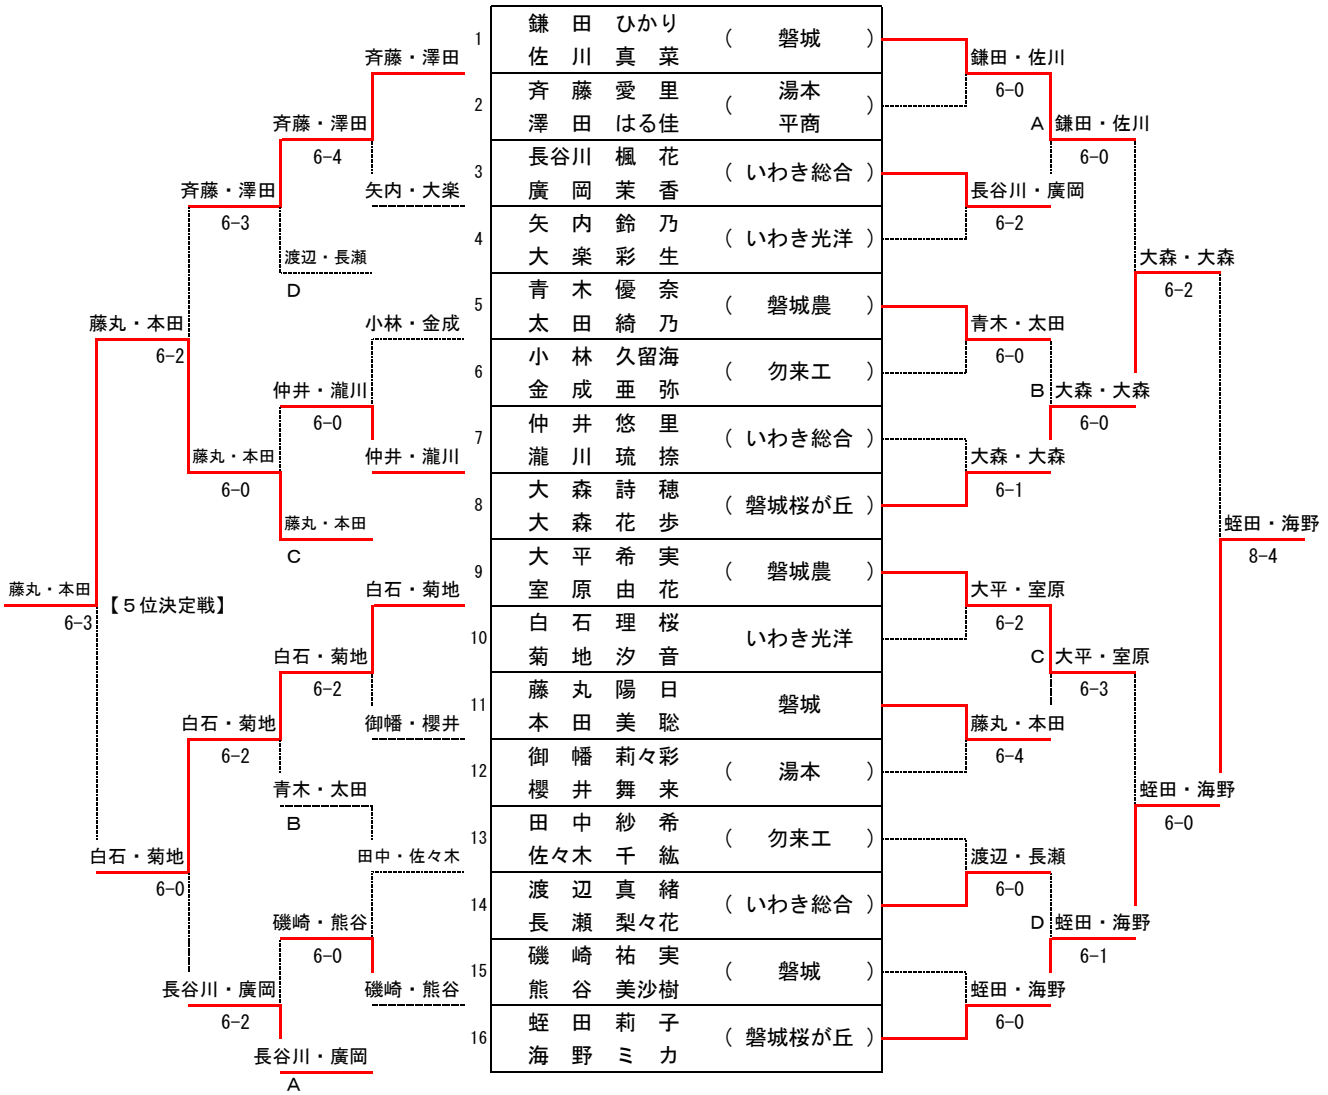 鎌田 ひかり
1 ( 磐城 )
佐川 真菜
斉藤・澤田
鎌田・佐川
斉藤 愛里 湯本
6-0
2 ( )
斉藤・澤田
澤田 はる佳 平商
A 鎌田・佐川
6-4
長谷川 楓花
6-0
3 ( いわき総合 )
斉藤・澤田
矢内・大楽
廣岡 茉香
長谷川・廣岡
6-3
矢内 鈴乃
6-2
4 ( いわき光洋 )
渡辺・長瀬
大楽 彩生
大森・大森
D
青木 優奈
6-2
5 ( 磐城農 )
藤丸・本田
小林・金成
太田 綺乃
青木・太田
6-2
小林 久留海
6-0
6 ( 勿来工 )
仲井・瀧川
金成 亜弥
B 大森・大森
6-0
仲井 悠里
6-0
7 ( いわき総合 )
藤丸・本田
仲井・瀧川
瀧川 琉捺
大森・大森
6-0
大森 詩穂
6-1
8 ( 磐城桜が丘 )
藤丸・本田
大森 花歩
蛭田・海野
C
大平 希実
8-4
9 ( 磐城農 )
藤丸・本田
白石・菊地
室原 由花
大平・室原
【５位決定戦】
6-3
白石 理桜
6-2
10 いわき光洋
白石・菊地
菊地 汐音
C 大平・室原
6-2
藤丸 陽日
6-3
11 磐城
白石・菊地
御幡・櫻井
本田 美聡
藤丸・本田
6-2
御幡 莉々彩
6-4
12 ( 湯本 )
青木・太田
櫻井 舞来
蛭田・海野
B
田中 紗希
6-0
13 ( 勿来工 )
白石・菊地
田中・佐々木
佐々木 千紘
渡辺・長瀬
6-0
渡辺 真緒
6-0
14 ( いわき総合 )
磯崎・熊谷
長瀬 梨々花
D 蛭田・海野
6-0
磯崎 祐実
6-1
15 ( 磐城 )
長谷川・廣岡
磯崎・熊谷
熊谷 美沙樹
蛭田・海野
6-2
蛭田 莉子
6-0
16 ( 磐城桜が丘 )
長谷川・廣岡
海野 ミカ
A